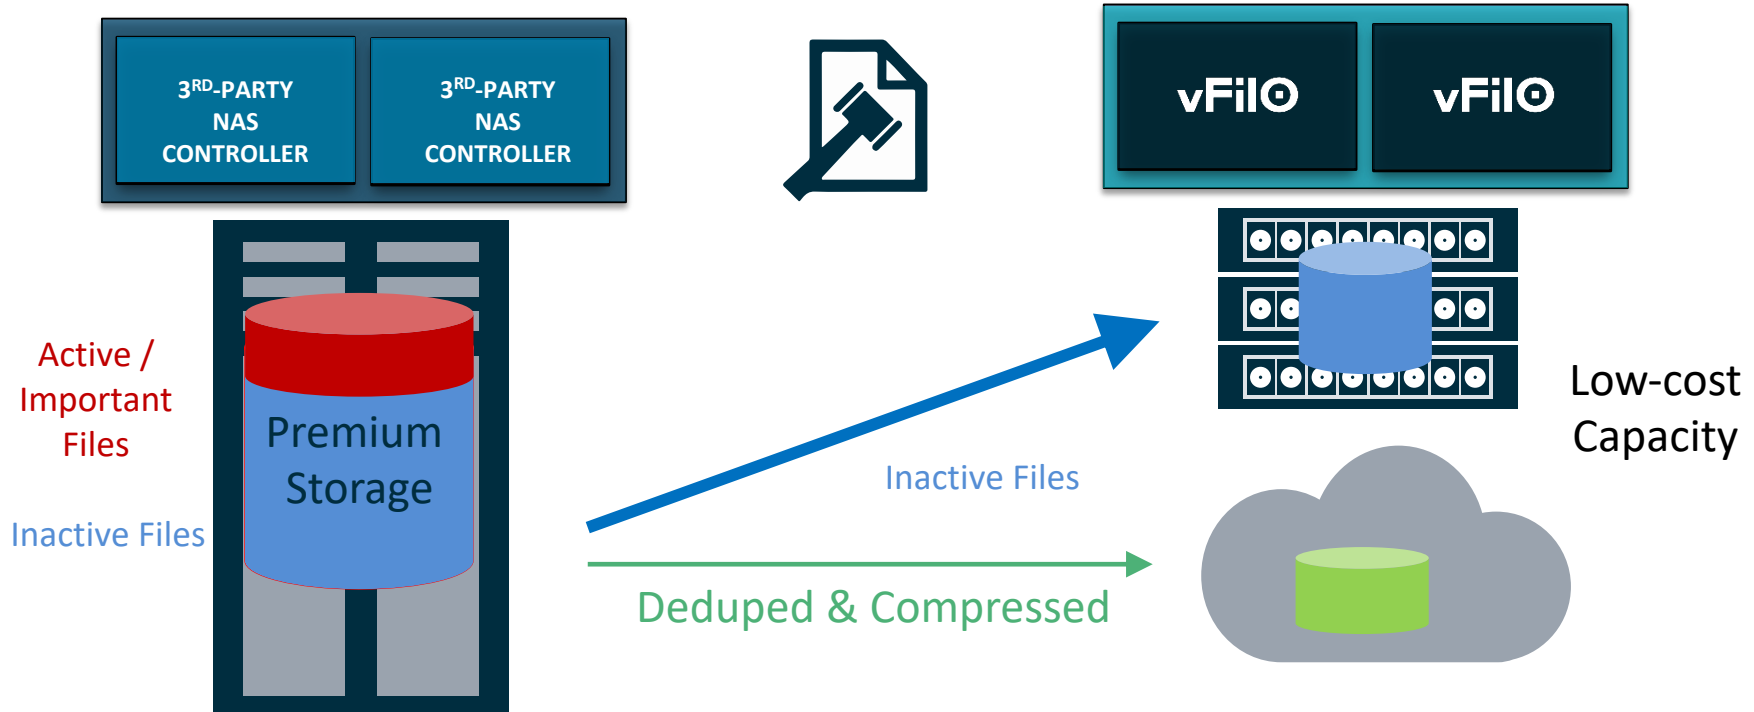 3RD-PARTY
NAS
CONTROLLER
3RD-PARTY
NAS
CONTROLLER
vFilO
vFilO
Active /
Important
Files
Inactive Files
Premium
Storage
Inactive Files
Deduped & Compressed
Low-cost
Capacity